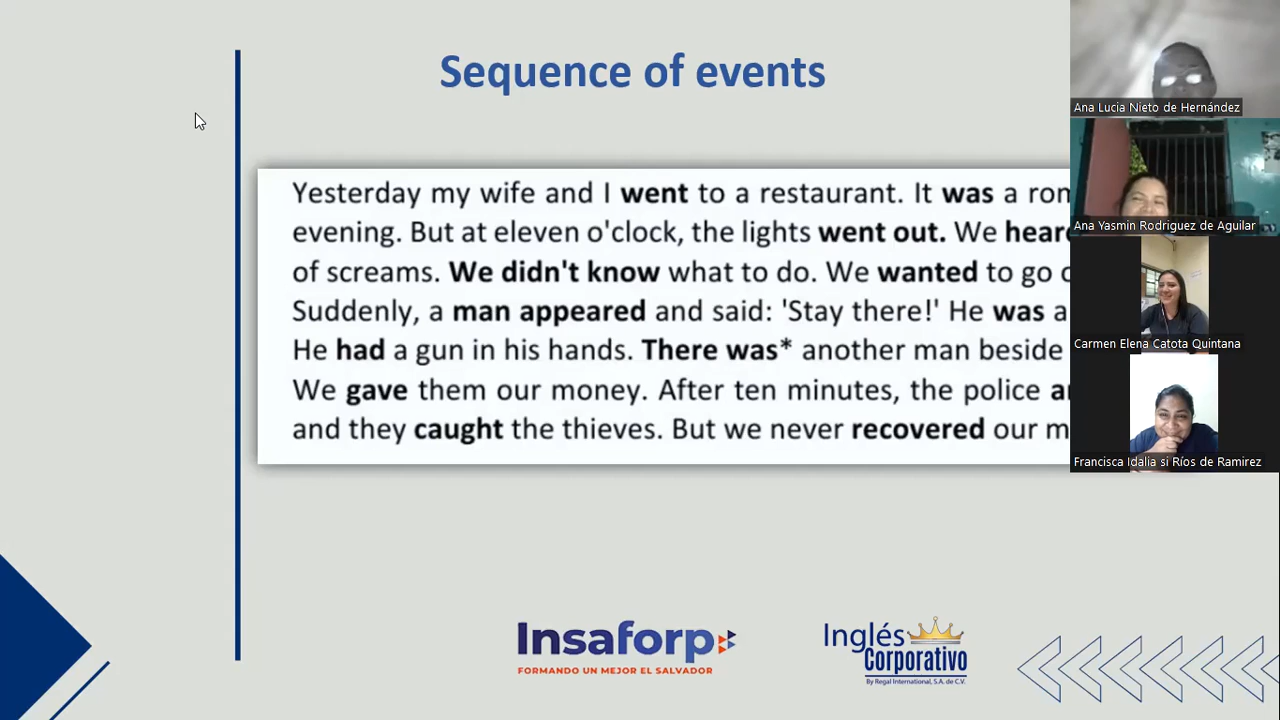 Sequence of events
Yesterday my wife and I went to a restaurant. It was a
evening. But at eleven o'clock, the lights went out. We
of screams. We didn't know what to do. We wanted to go
Suddenly, a man appeared and said: 'Stay there!' He was a
He had a gun in his hands. There was* another man beside
We gave them our money. After ten minutes, the police
and they caught the thieves. But we never recovered our
Ana Lucia Nieto de Hernández
Ana Yasmin Rodriguez de Aguilar
Carmen Elena Catota Quintana
Francisca Idalia si Ríos de Ramirez
Insaforp
FORMANDO UN MEJOR EL SALVADOR
Inglés
Corporativo
By Regal International, S.A. de C.V.